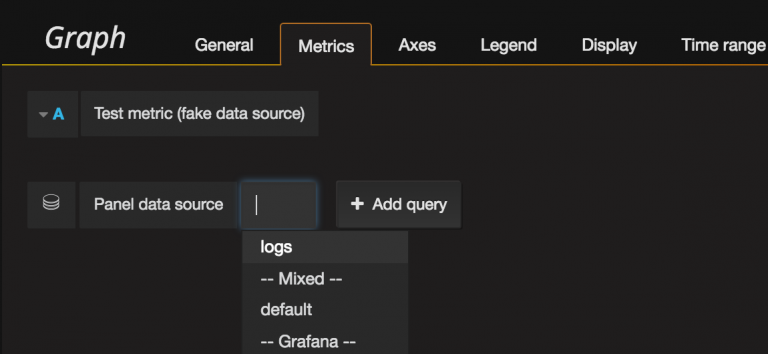 Graph General Metrics Axes Legend Display Time range
A Test metric (fake data source)
Panel data source + Add query
logs
-- Mixed --
default
-- Grafana --